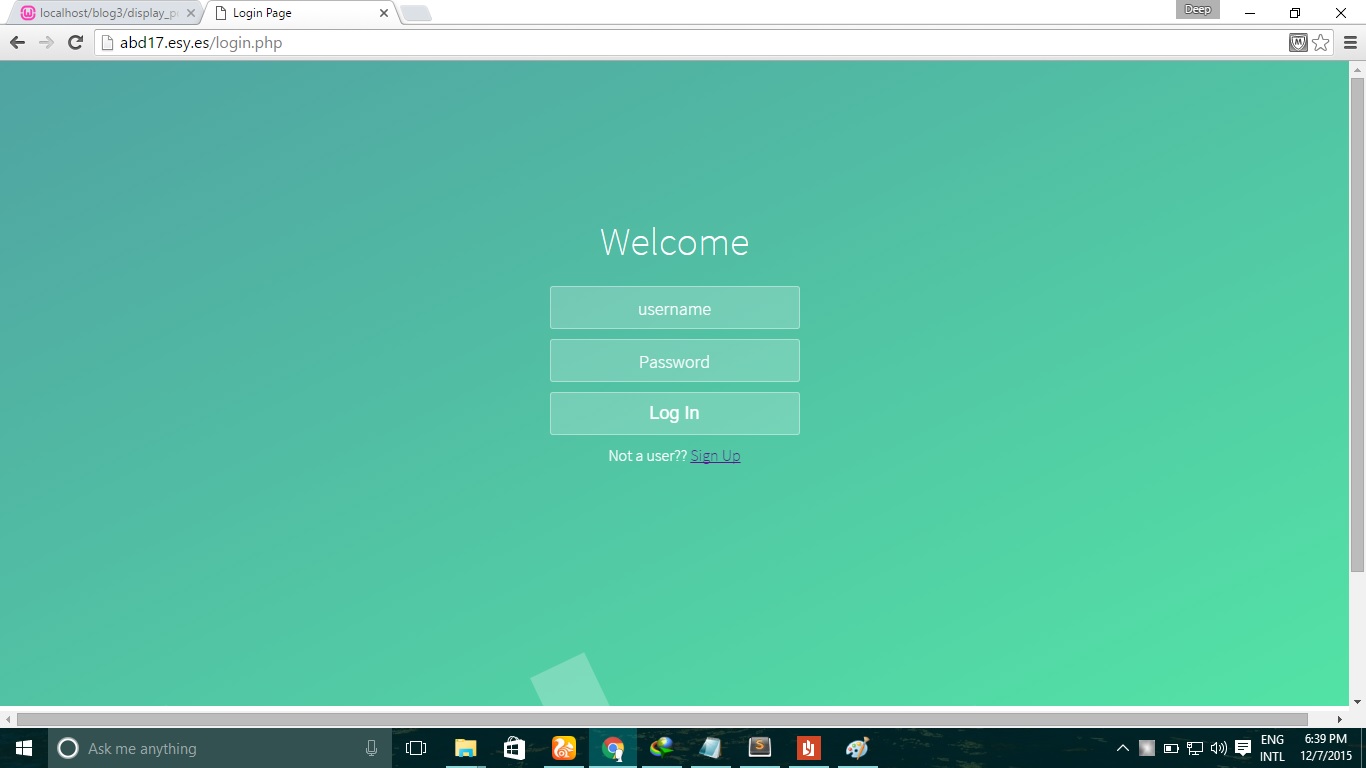 localhost/blog3/display_p
Login Page
Deep
abd17.esy.es/login.php
Welcome
username
Password
Log In
Not a user?? Sign Up
Ask me anything
ENG
INTL
6:39 PM
12/7/2015